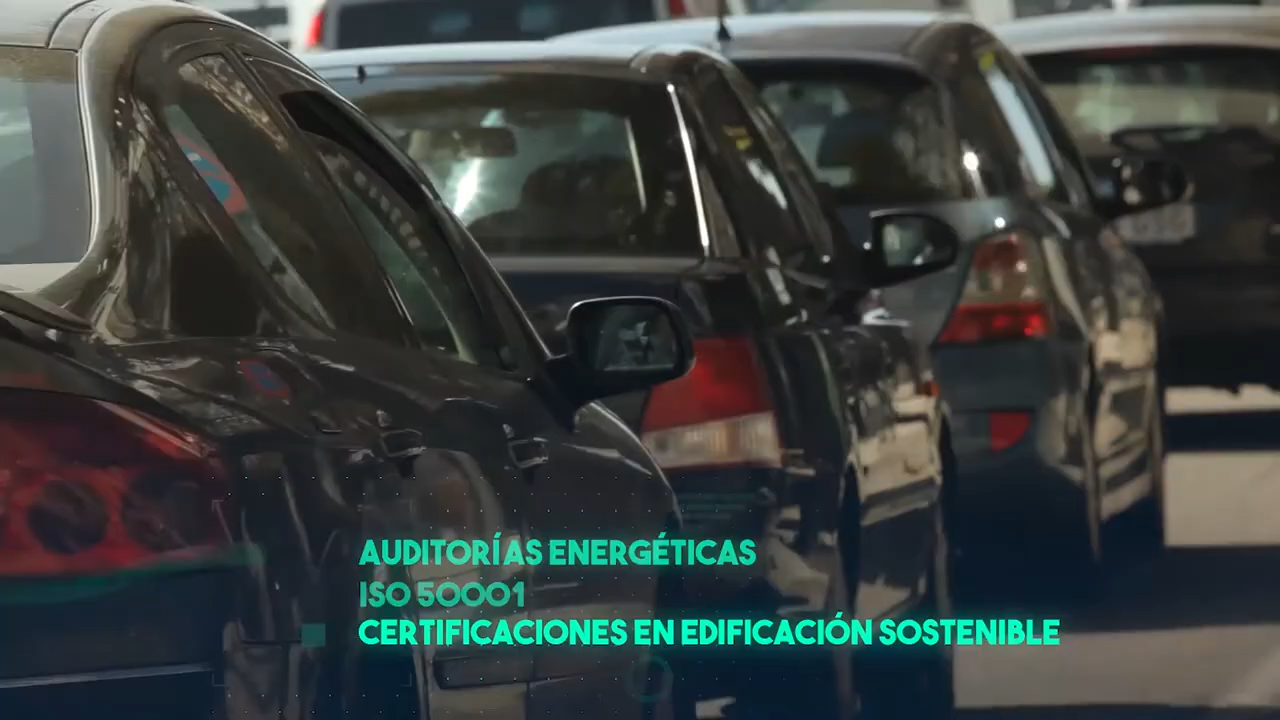 AUDITORÍAS ENERGÉTICAS
ISO 50001
CERTIFICACIONES EN EDIFICACIÓN SOSTENIBLE